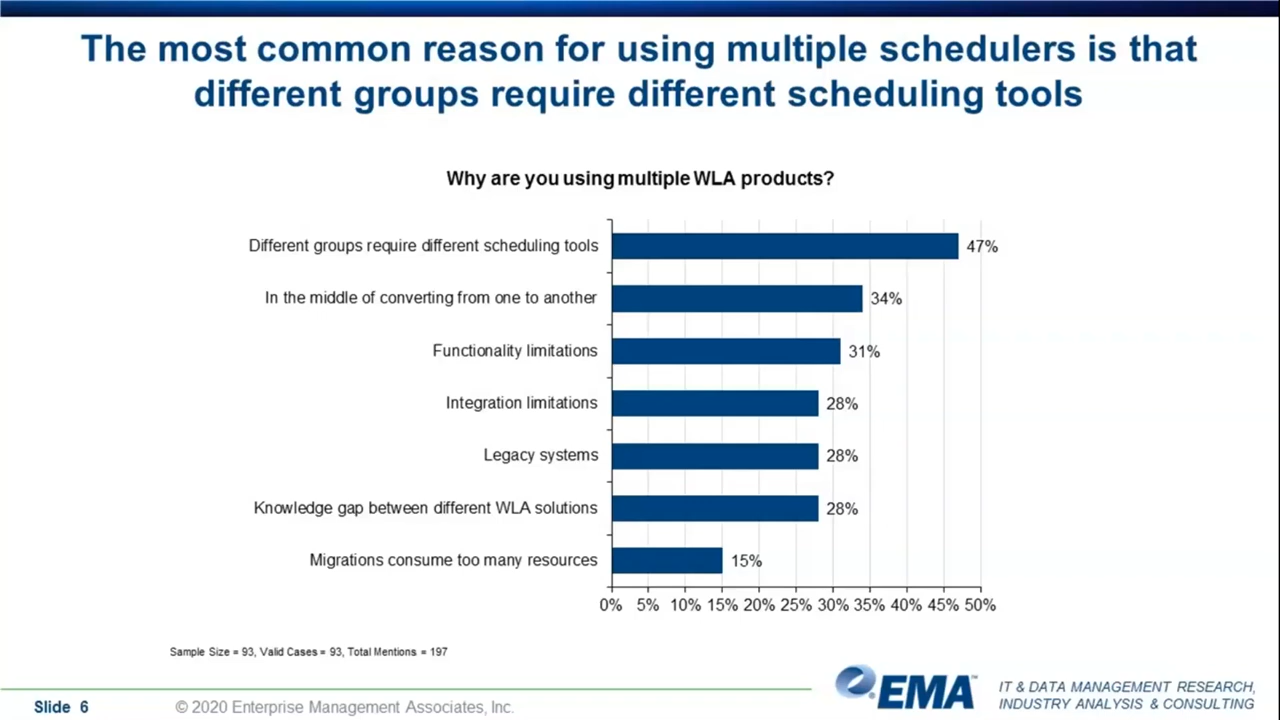 The most common reason for using multiple schedulers is that
different groups require different scheduling tools
Why are you using multiple WLA products?
Different groups require different scheduling tools 47%
In the middle of converting from one to another 34%
Functionality limitations 31%
Integration limitations 28%
Legacy systems 28%
Knowledge gap between different WLA solutions 28%
Migrations consume too many resources 15%
0% 5% 10% 15% 20% 25% 30% 35% 40% 45% 50%
Sample Size = 93, Valid Cases = 93, Total Mentions = 197
Slide 6 © 2020 Enterprise Management Associates, Inc.
EMA™
IT & DATA MANAGEMENT RESEARCH,
INDUSTRY ANALYSIS & CONSULTING